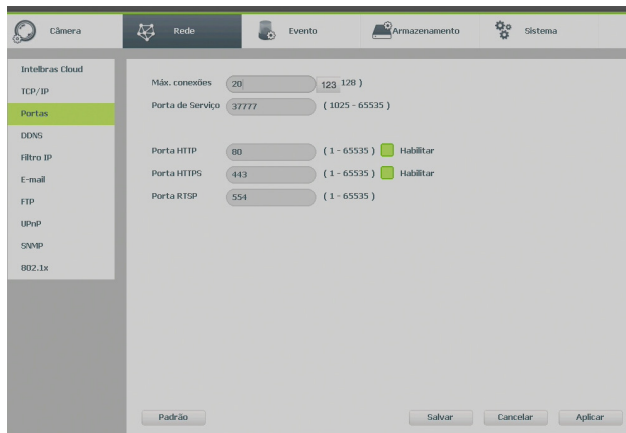 Câmera
Rede
Evento
Armazenamento
Sistema
Intelbras Cloud
TCP/IP
Portas
DDNS
Filtro IP
E-mail
FTP
UPnP
SNMP
802.1x
Máx. conexões 20 123 128 )
Porta de Serviço 37777 ( 1025 - 65535 )
Porta HTTP 80 ( 1 - 65535 ) Habilitar
Porta HTTPS 443 ( 1 - 65535 ) Habilitar
Porta RTSP 554 ( 1 - 65535 )
Padrão
Salvar
Cancelar
Aplicar